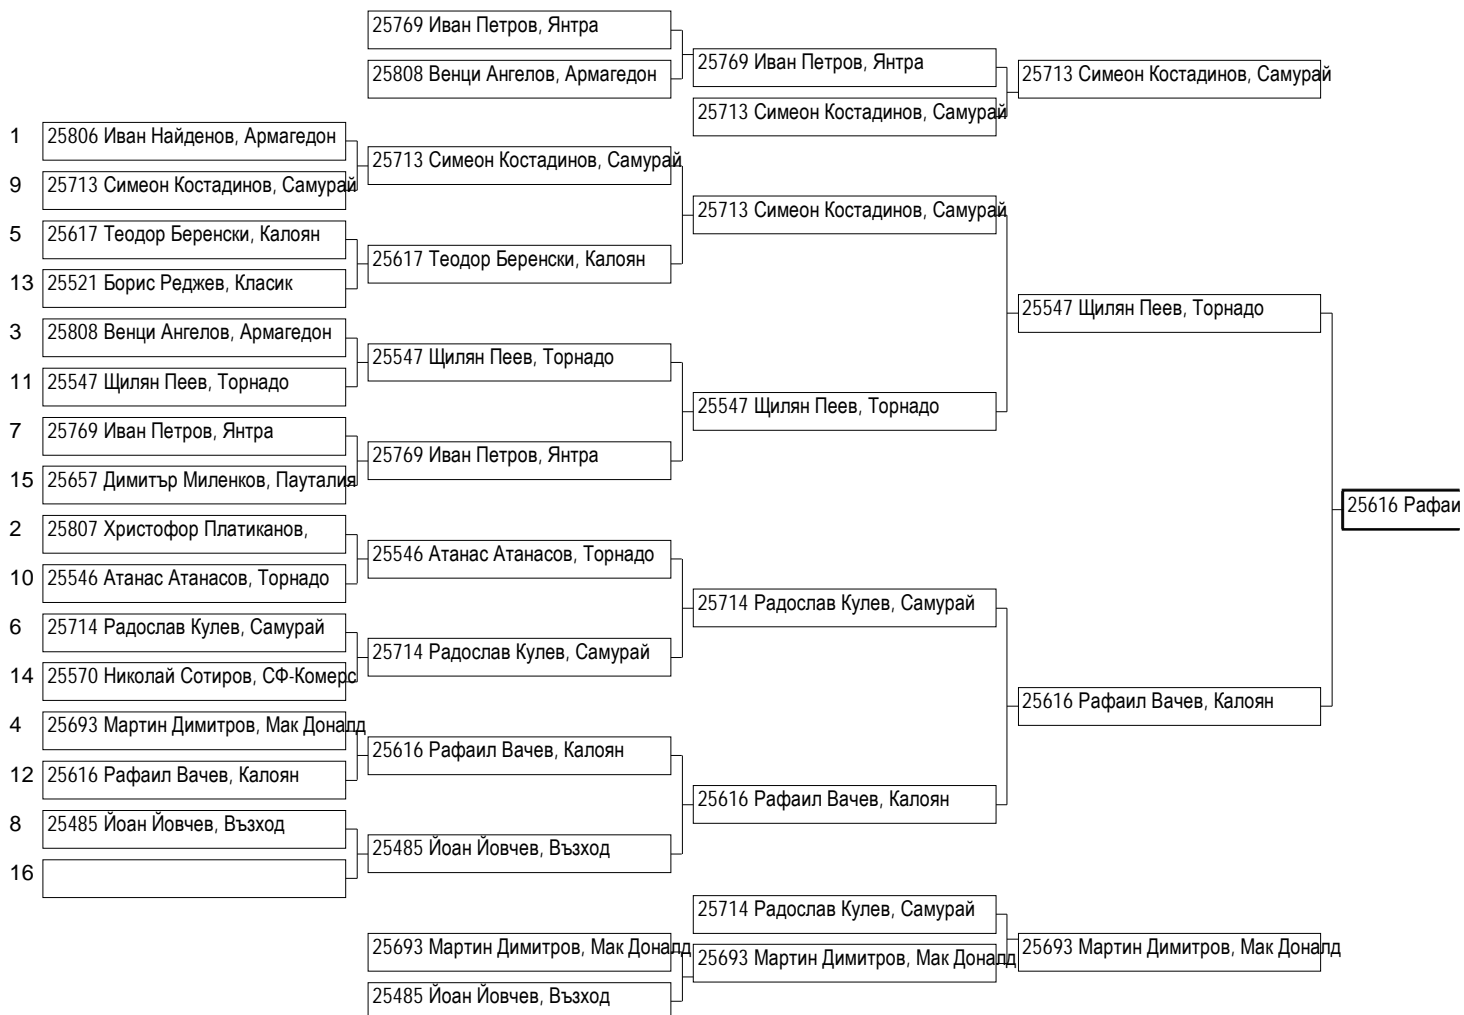 25769 Иван Петров, Янтра
25808 Венци Ангелов, Армагедон
25769 Иван Петров, Янтра
25713 Симеон Костадинов, Самурай
25713 Симеон Костадинов, Самурай
1 25806 Иван Найденов, Армагедон
9 25713 Симеон Костадинов, Самурай
5 25617 Теодор Беренски, Калоян
13 25521 Борис Реджев, Класик
3 25808 Венци Ангелов, Армагедон
11 25547 Щилян Пеев, Торнадо
7 25769 Иван Петров, Янтра
15 25657 Димитър Миленков, Пауталия
2 25807 Христофор Платиканов,
10 25546 Атанас Атанасов, Торнадо
6 25714 Радослав Кулев, Самурай
14 25570 Николай Сотиров, СФ-Комерс
4 25693 Мартин Димитров, Мак Доналд
12 25616 Рафаил Вачев, Калоян
8 25485 Йоан Йовчев, Възход
16
25713 Симеон Костадинов, Самурай
25617 Теодор Беренски, Калоян
25547 Щилян Пеев, Торнадо
25769 Иван Петров, Янтра
25546 Атанас Атанасов, Торнадо
25714 Радослав Кулев, Самурай
25616 Рафаил Вачев, Калоян
25485 Йоан Йовчев, Възход
25713 Симеон Костадинов, Самурай
25547 Щилян Пеев, Торнадо
25714 Радослав Кулев, Самурай
25616 Рафаил Вачев, Калоян
25547 Щилян Пеев, Торнадо
25616 Рафаил Вачев, Калоян
25616 Рафаи
25693 Мартин Димитров, Мак Доналд
25485 Йоан Йовчев, Възход
25714 Радослав Кулев, Самурай
25693 Мартин Димитров, Мак Доналд
25693 Мартин Димитров, Мак Доналд